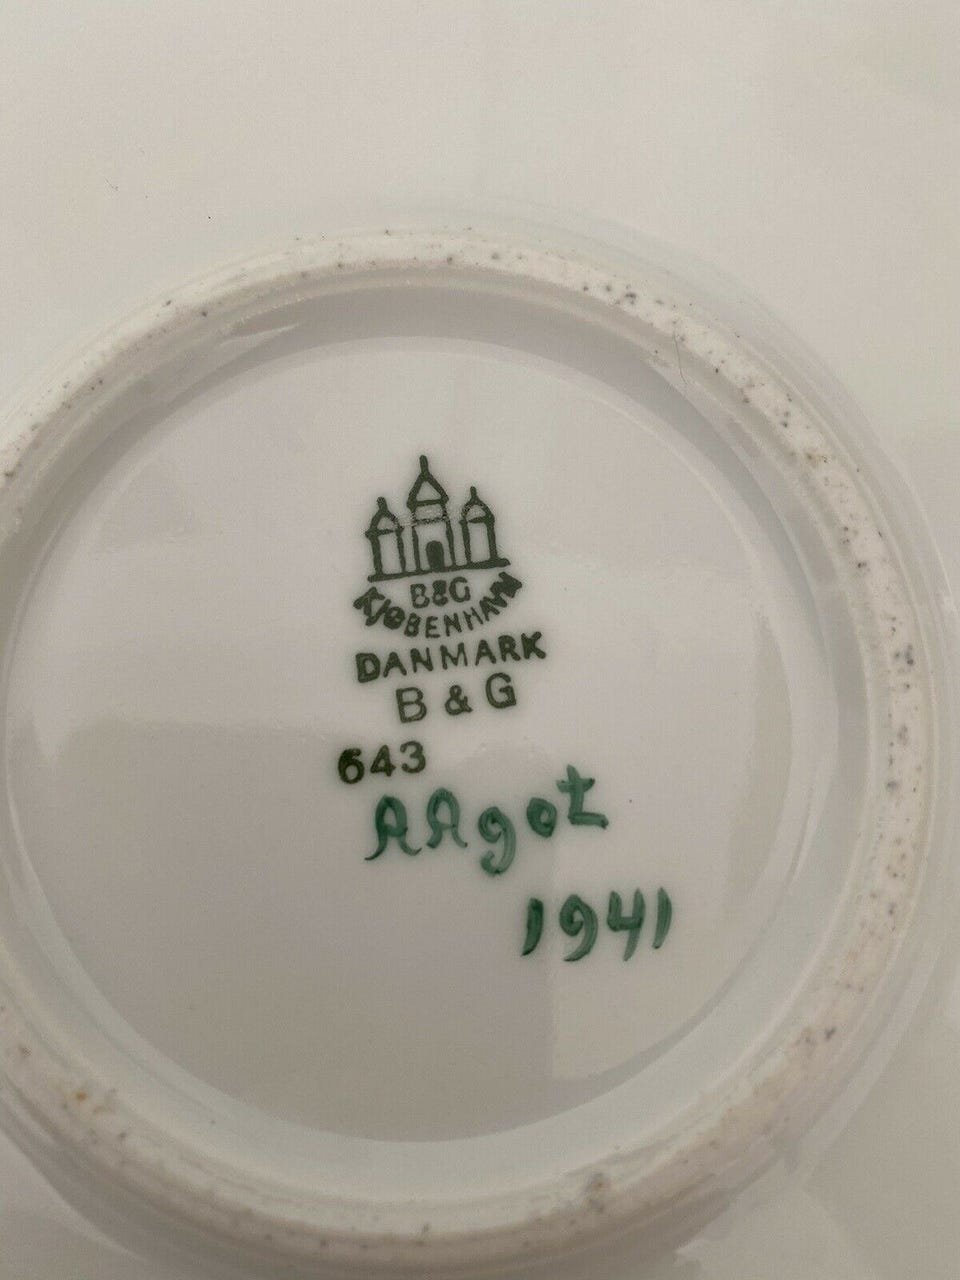 B&G
KJØBENHAVN
DANMARK
B & G
643
AAgot
1941